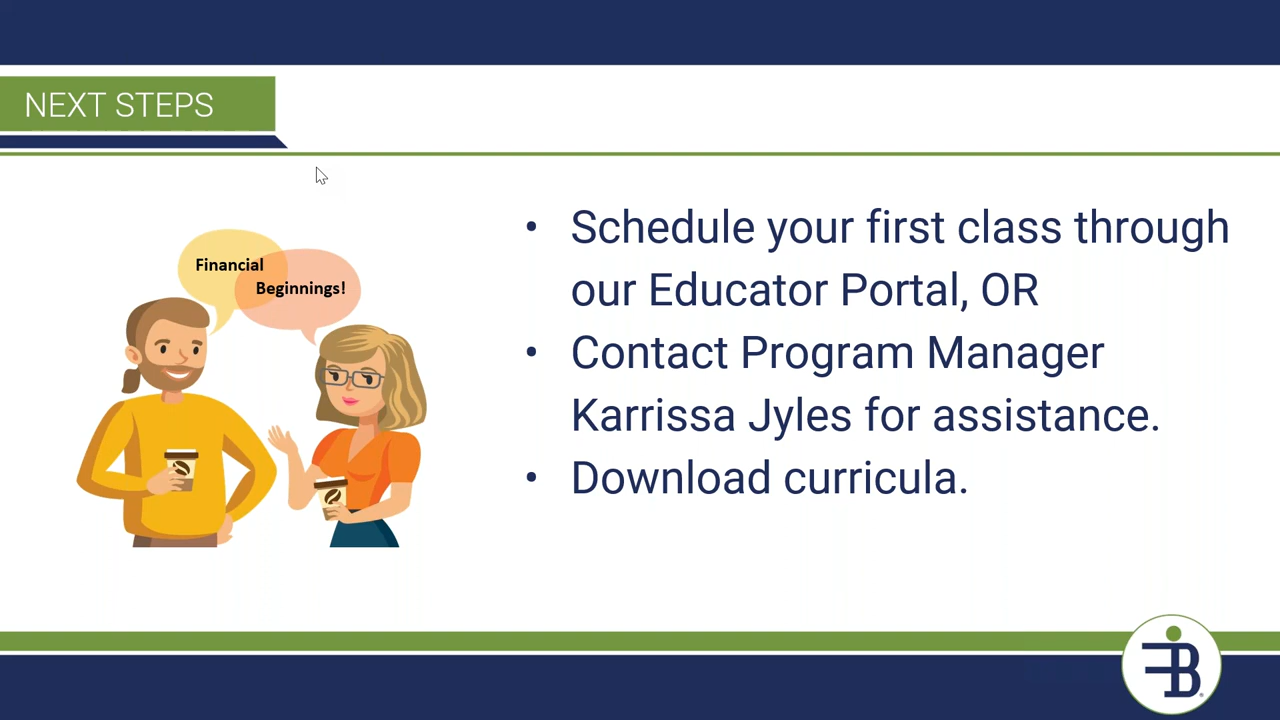 NEXT STEPS
Financial
Beginnings!
• Schedule your first class through
our Educator Portal, OR
• Contact Program Manager
Karrissa Jyles for assistance.
• Download curricula.
FB®